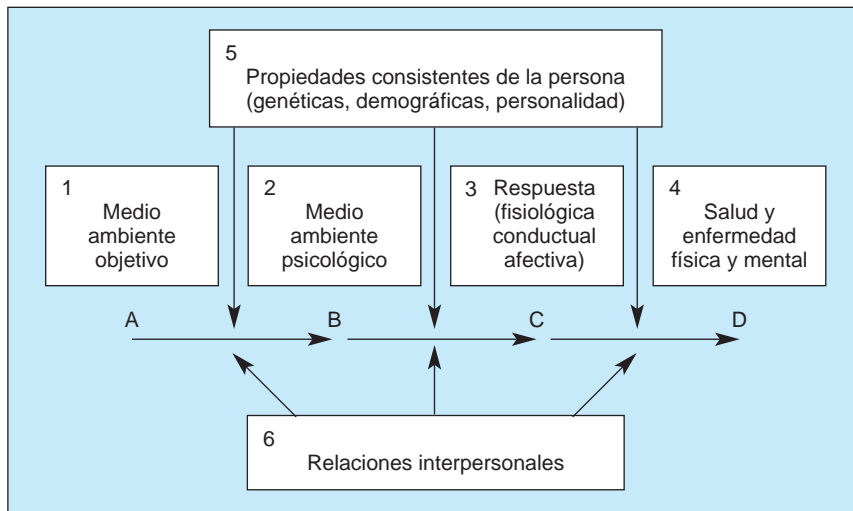 5
Propiedades consistentes de la persona
(genéticas, demográficas, personalidad)
1
Medio
ambiente
objetivo
2
Medio
ambiente
psicológico
3 Respuesta
(fisiológica
conductual
afectiva)
4
Salud y
enfermedad
física y mental
A B C D
6
Relaciones interpersonales